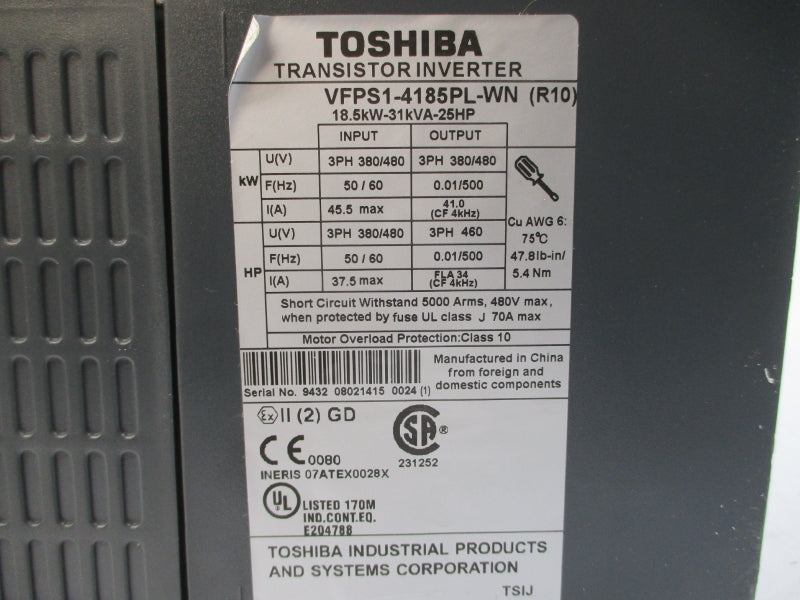 TOSHIBA
TRANSISTOR INVERTER
VFPS1-4185PL-WN (R10)
18.5kW-31kVA-25HP
INPUT OUTPUT
kW U(V) 3PH 380/480 3PH 380/480
F(Hz) 50 / 60 0.01/500
I(A) 45.5 max 41.0 (CF 4kHz)
HP U(V) 3PH 380/480 3PH 460
F(Hz) 50 / 60 0.01/500
I(A) 37.5 max FLA 34 (CF 4kHz)
Cu AWG 6:
75°C
47.8lb-in/
5.4 Nm
Short Circuit Withstand 5000 Arms, 480V max,
when protected by fuse UL class J 70A max
Motor Overload Protection:Class 10
Serial No. 9432 08021415 0024 (1)
Manufactured in China
from foreign and
domestic components
Ex II (2) GD
CE 0080
INERIS 07ATEX0028X
SA ®
231252
UL LISTED 170M
IND.CONT.EQ.
E204788
TOSHIBA INDUSTRIAL PRODUCTS
AND SYSTEMS CORPORATION
TSIJ